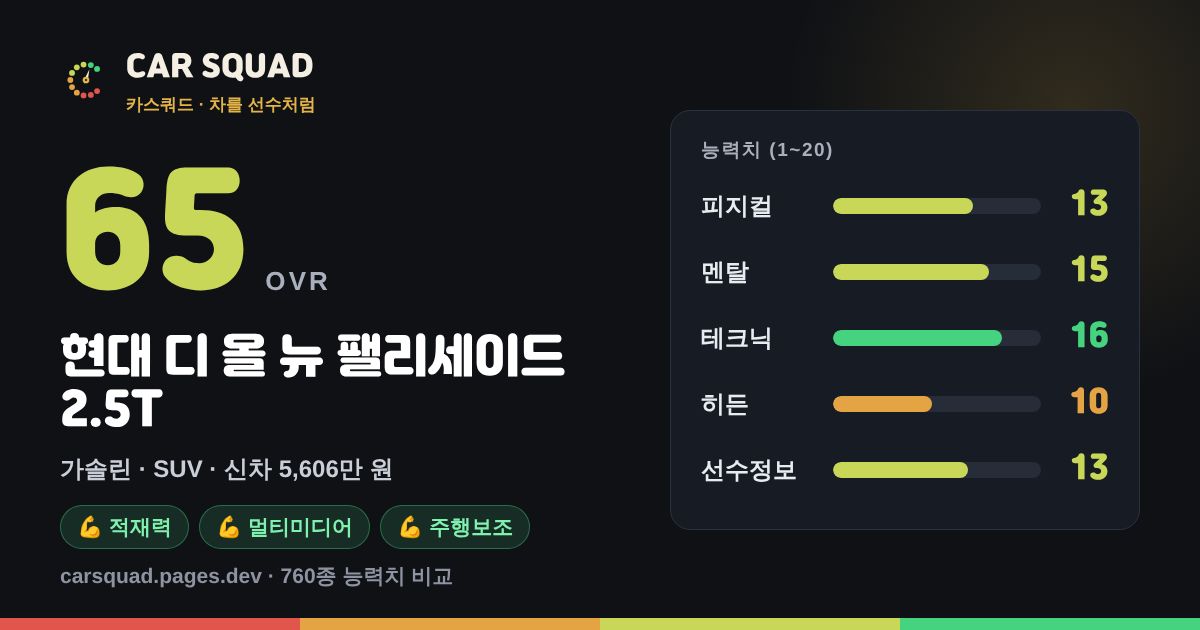 CAR SQUAD
카스쿼드 · 차를 선수처럼
65 OVR
현대 디 올 뉴 팰리세이드
2.5T
가솔린 · SUV · 신차 5,606만 원
💪 적재력 💪 멀티미디어 💪 주행보조
carsquad.pages.dev · 760종 능력치 비교
능력치 (1~20)
피지컬 13
멘탈 15
테크닉 16
히든 10
선수정보 13